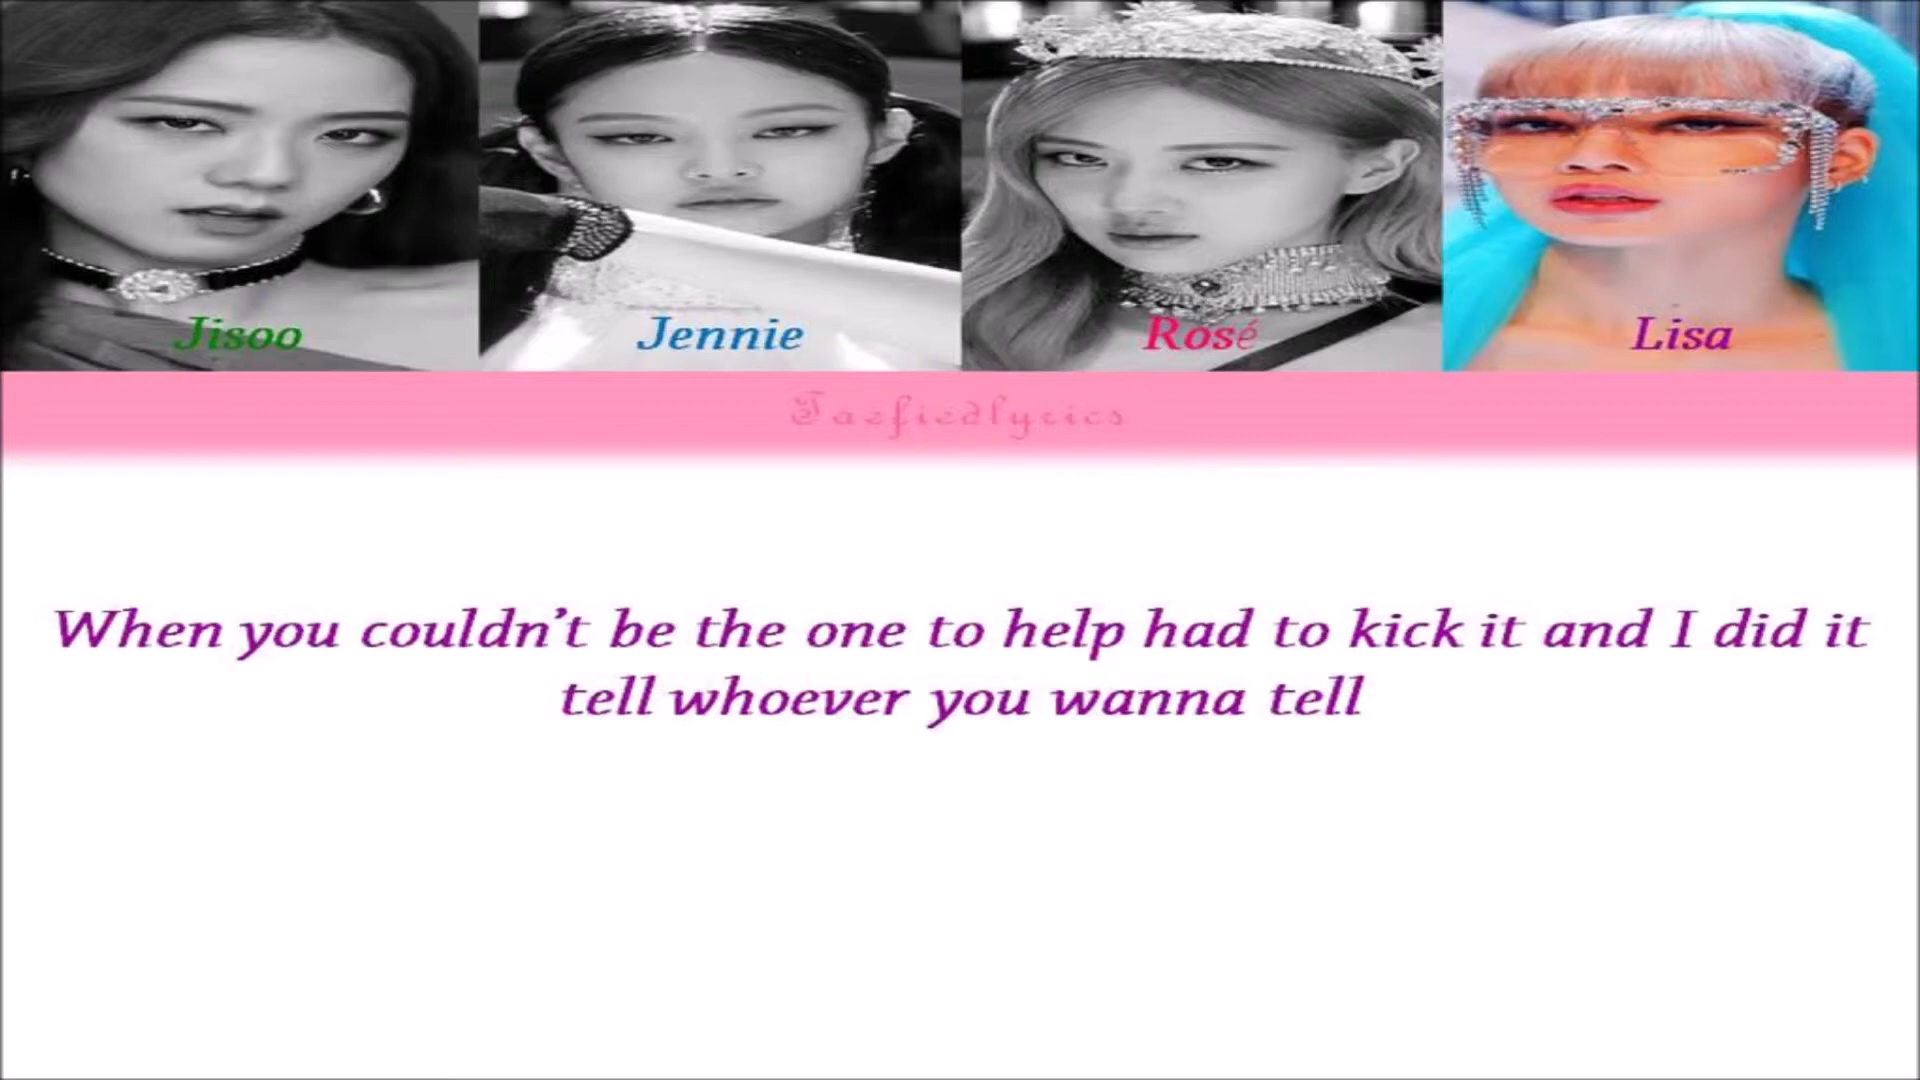 Jisoo
Jennie
Rosé
Lisa
Taefiedlyrics
When you couldn't be the one to help had to kick it and I did it
tell whoever you wanna tell